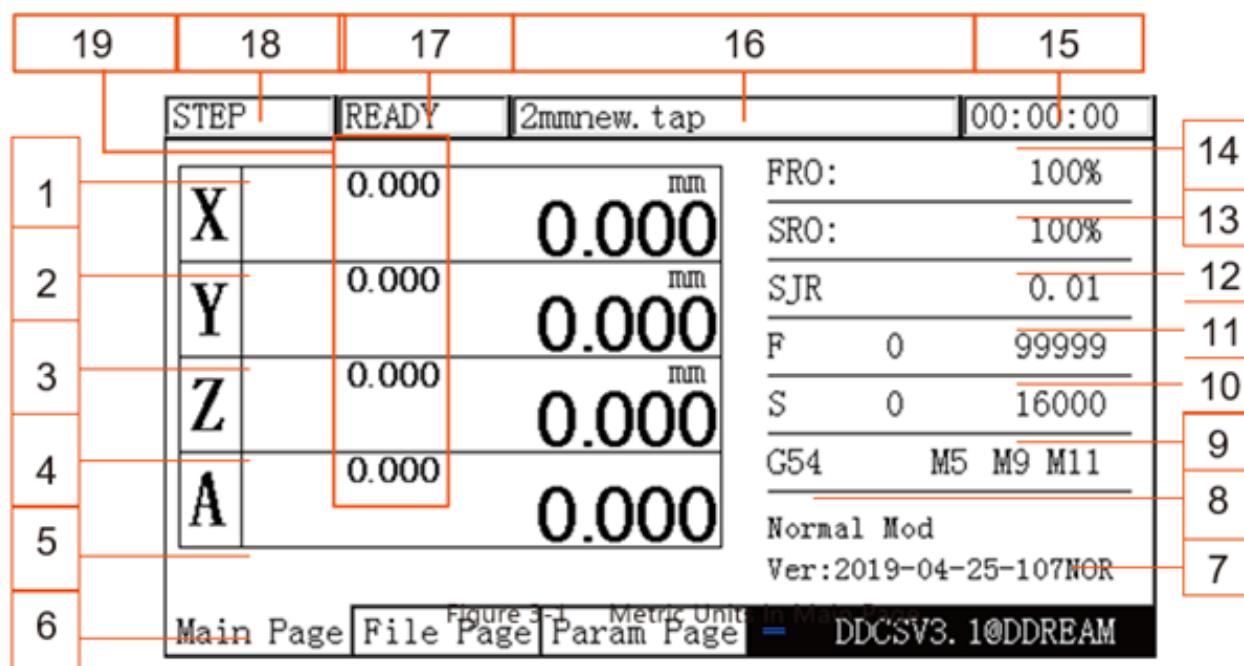 19 18 17 16 15
STEP READY 2mmnew.tap 00:00:00
14
1 X 0.000 mm 0.000 FRO: 100%
13
SRO: 100%
2 Y 0.000 mm 0.000 SJR 0.01 12
11
F 0 99999
3 Z 0.000 mm 0.000 10
S 0 16000
9
4 A 0.000 0.000 G54 M5 M9 M11
8
5 Normal Mod
Ver:2019-04-25-107NOR 7
Figure 3-1 Metric Units in Main Page
6 Main Page File Page Param Page DDCSV3.1@DDREAM